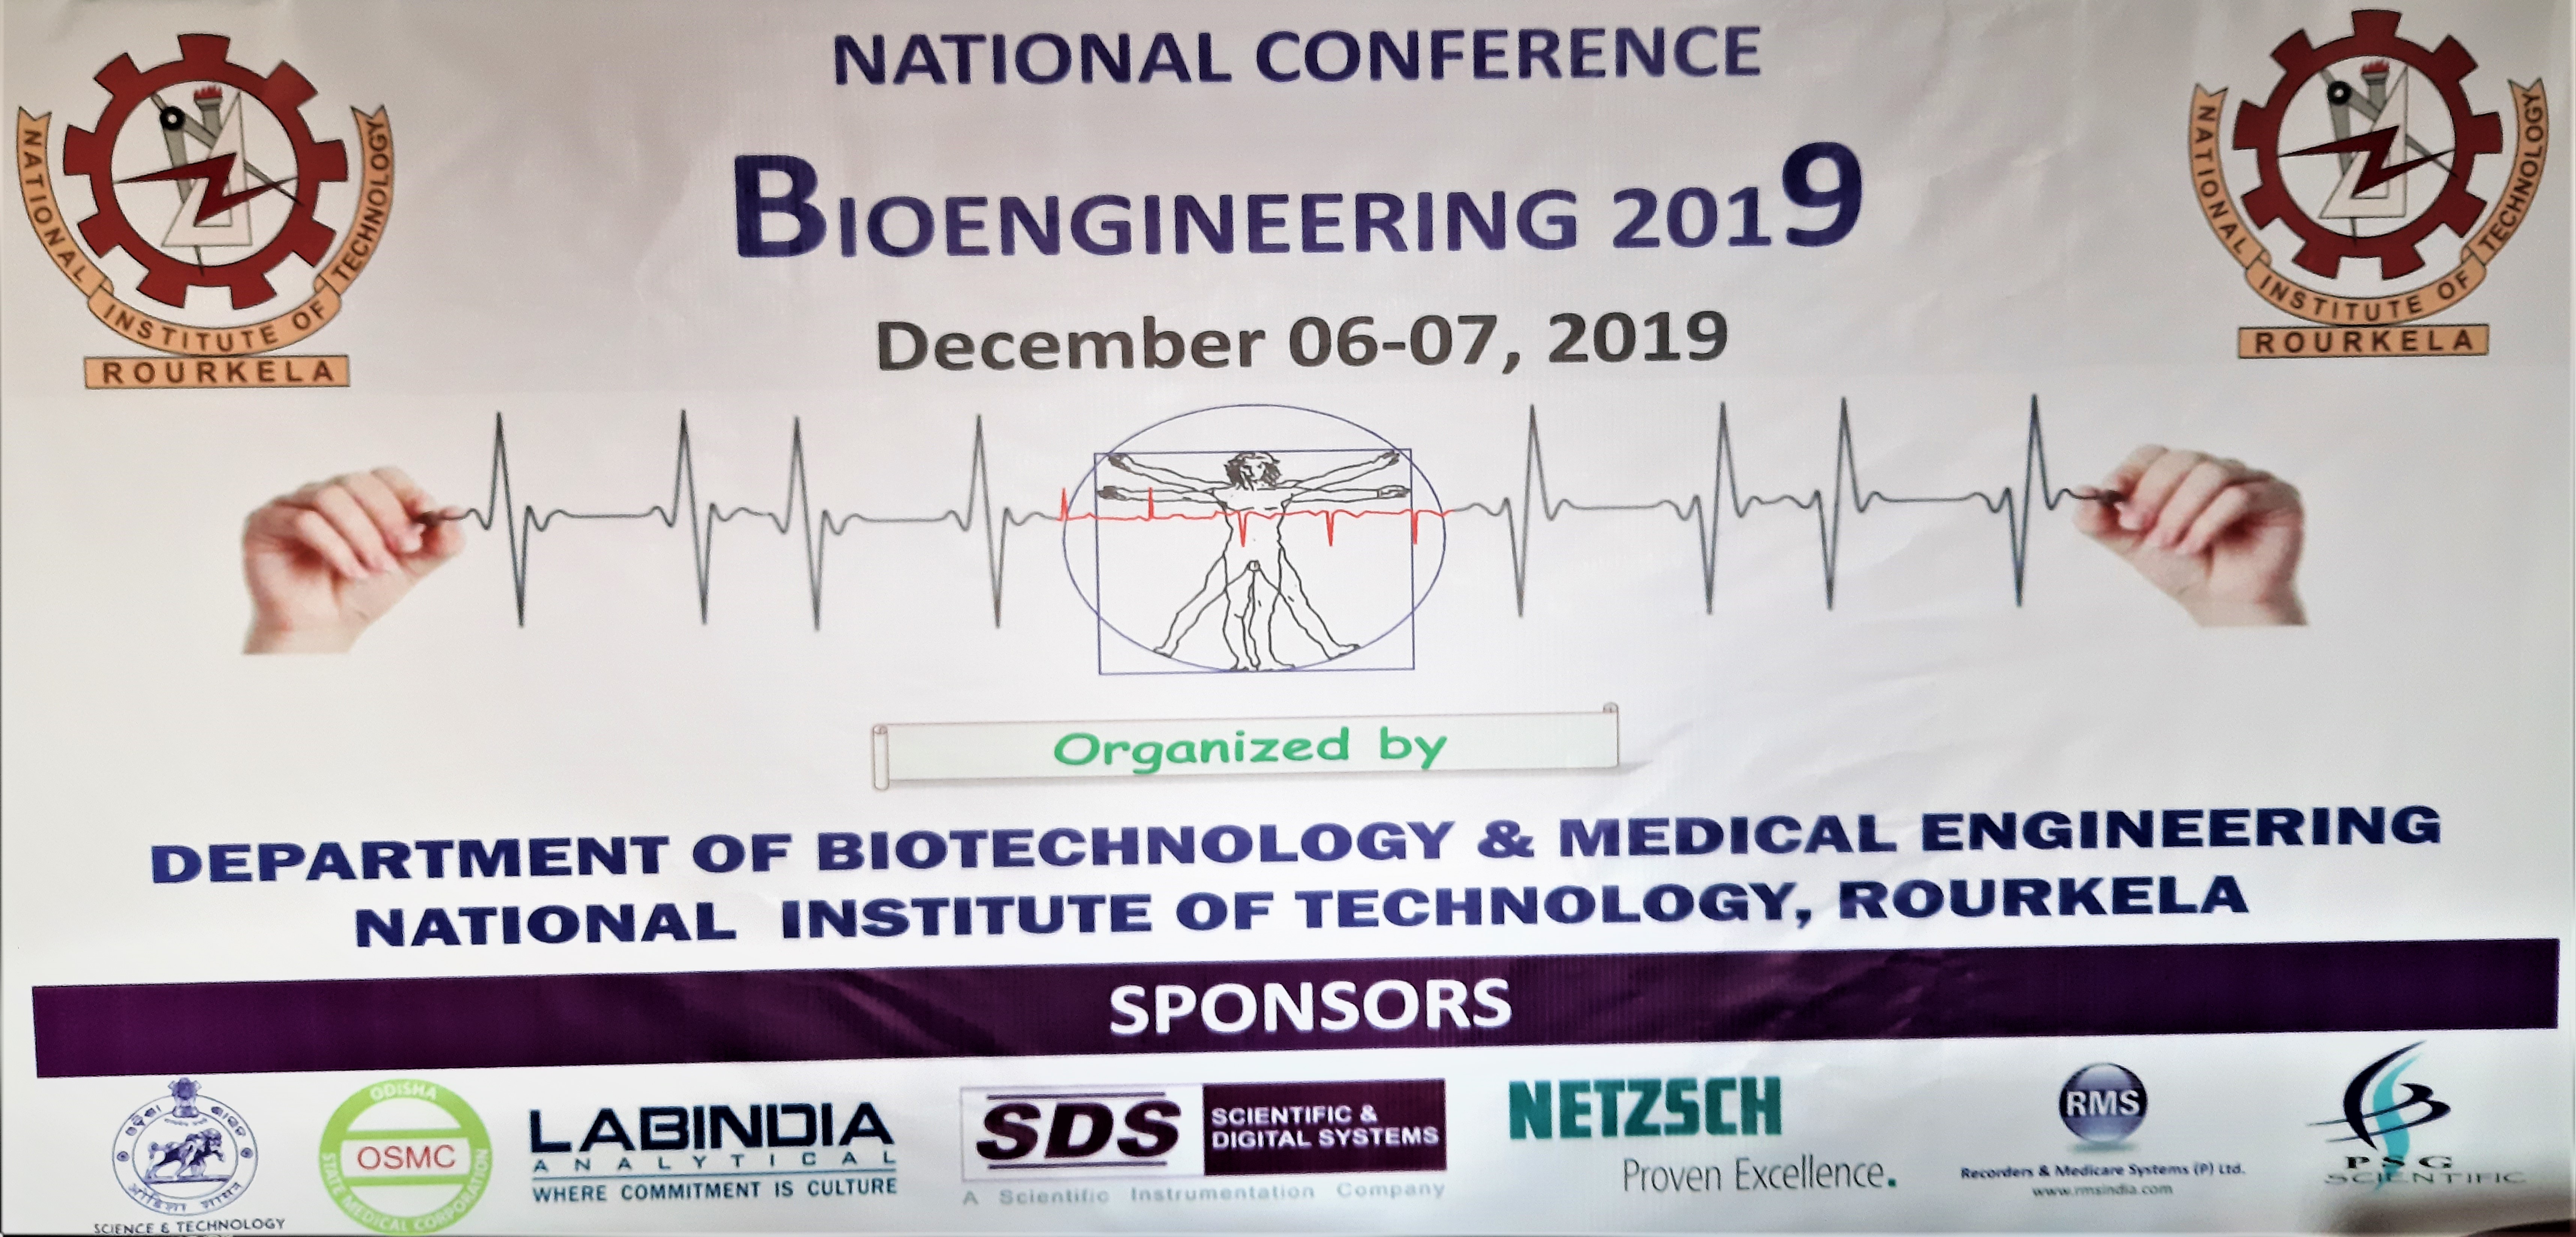 NATIONAL CONFERENCE
BIOENGINEERING 2019
December 06-07, 2019
NATIONAL INSTITUTE OF TECHNOLOGY
ROURKELA
NATIONAL INSTITUTE OF TECHNOLOGY
ROURKELA
Organized by
DEPARTMENT OF BIOTECHNOLOGY & MEDICAL ENGINEERING
NATIONAL INSTITUTE OF TECHNOLOGY, ROURKELA
SPONSORS
SCIENCE & TECHNOLOGY
ODISHA
OSMC
STATE MEDICAL CORPORATION
LABINDIA
ANALYTICAL
WHERE COMMITMENT IS CULTURE
SDS
SCIENTIFIC &
DIGITAL SYSTEMS
A Scientific Instrumentation Company
NETZSCH
Proven Excellence.
RMS
Recorders & Medicare Systems (P) Ltd.
www.rmsindia.com
PSG
SCIENTIFIC